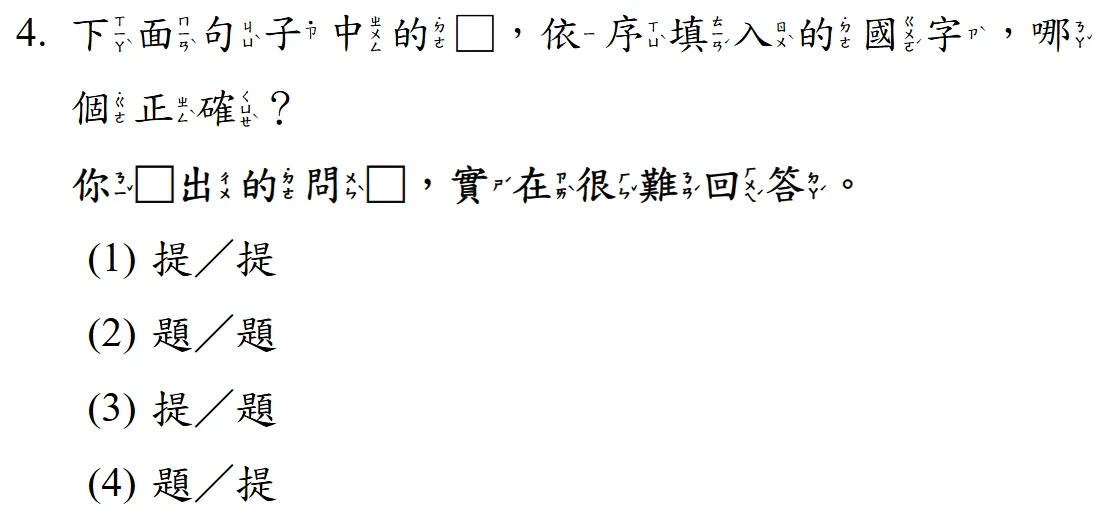 4. 下面句子中的□，依序填入的國字，哪
個正確？
你□出的問□，實在很難回答。
(1) 提／提
(2) 題／題
(3) 提／題
(4) 題／提